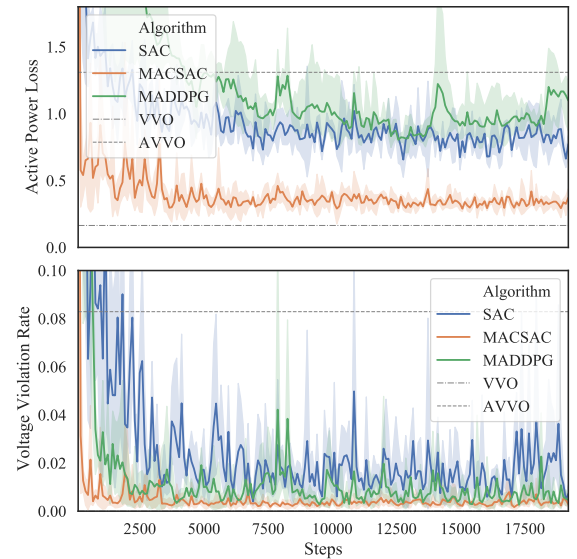 Algorithm
SAC
MACSAC
MADDPG
VVO
AVVO
Active Power Loss
1.5
1.0
0.5
0.0
Algorithm
SAC
MACSAC
MADDPG
VVO
AVVO
Voltage Violation Rate
0.10
0.08
0.06
0.04
0.02
0.00
2500 5000 7500 10000 12500 15000 17500
Steps